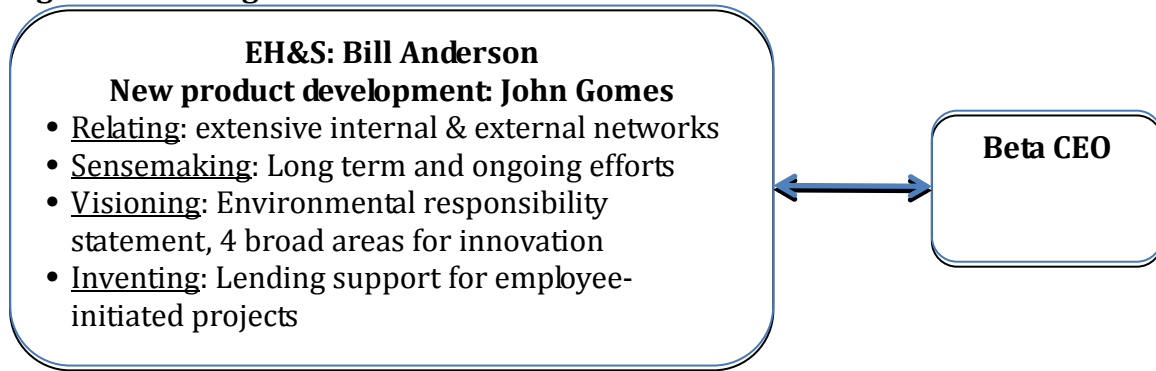 EH&S: Bill Anderson
New product development: John Gomes
• Relating: extensive internal & external networks
• Sensemaking: Long term and ongoing efforts
• Visioning: Environmental responsibility
statement, 4 broad areas for innovation
• Inventing: Lending support for employee-
initiated projects
Beta CEO